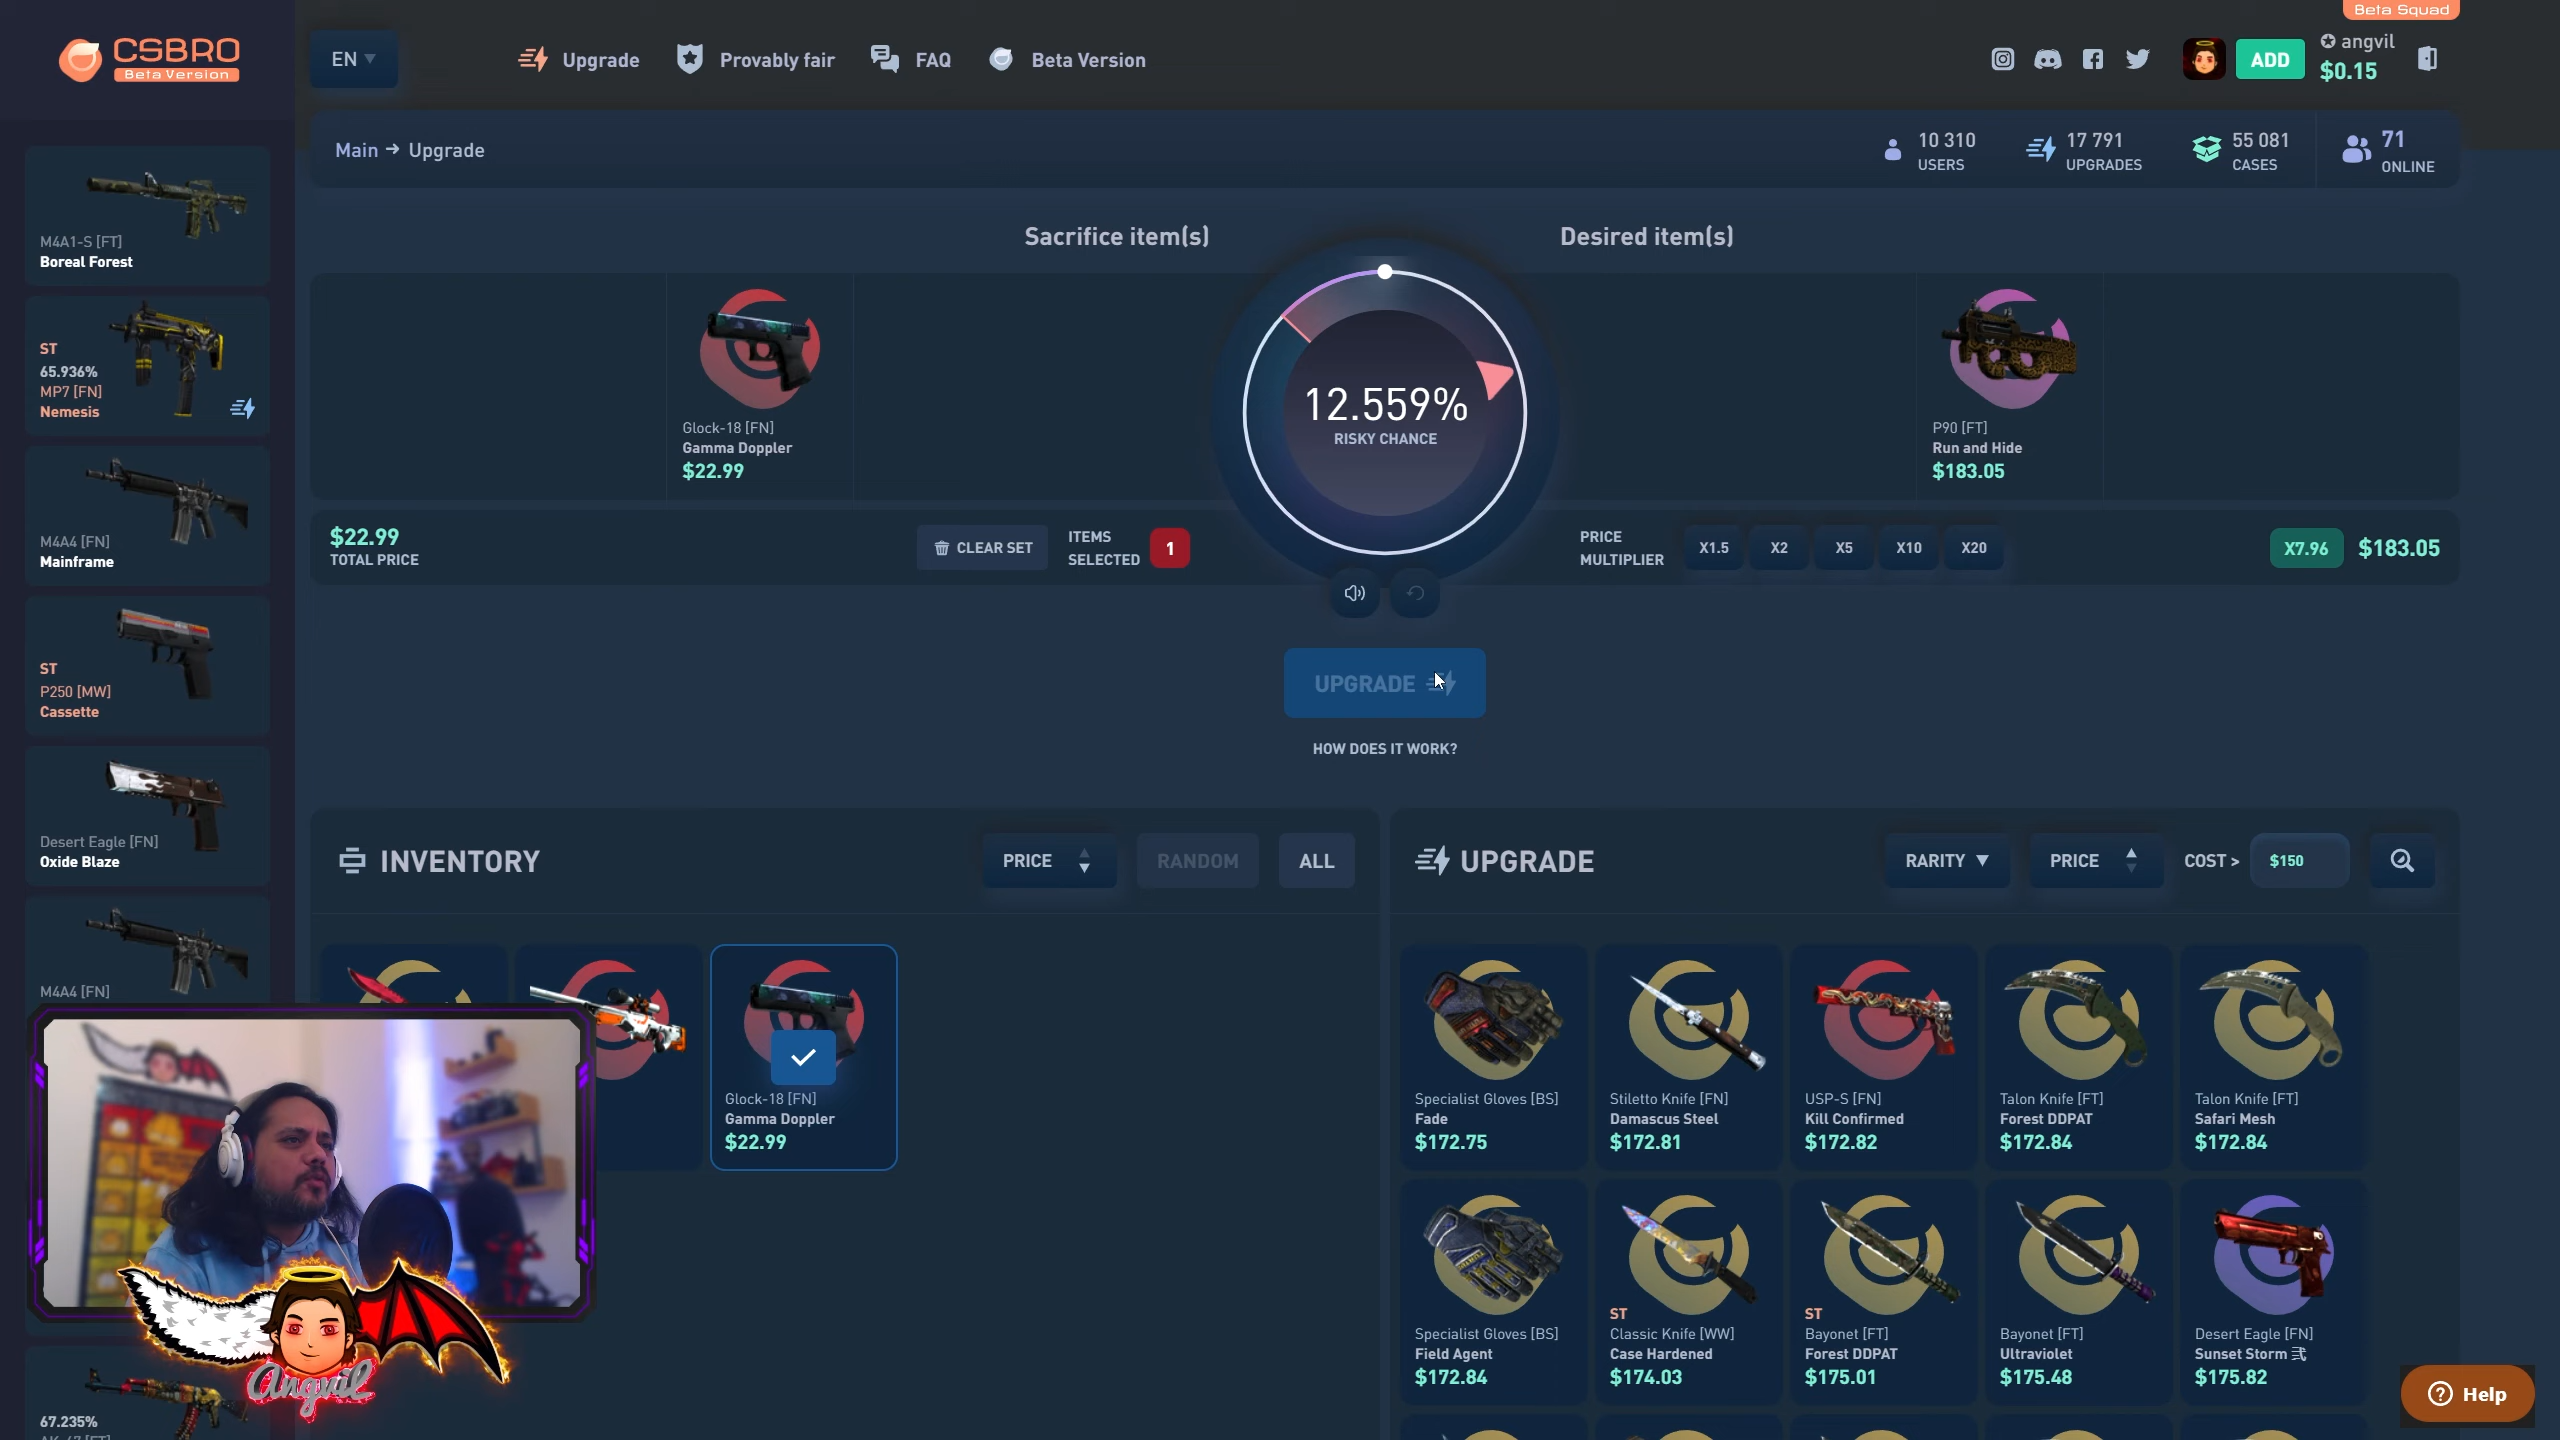 Beta Squad
CSBRO
Beta Version
EN
Upgrade
Provably fair
FAQ
Beta Version
ADD
angvil
$0.15
Main → Upgrade
10 310
USERS
17 791
UPGRADES
55 081
CASES
71
ONLINE
M4A1-S [FT]
Boreal Forest
ST
65.936%
MP7 [FN]
Nemesis
M4A4 [FN]
Mainframe
ST
P250 [MW]
Cassette
Desert Eagle [FN]
Oxide Blaze
M4A4 [FN]
67.235%
Sacrifice item(s)
Desired item(s)
Glock-18 [FN]
Gamma Doppler
$22.99
12.559%
RISKY CHANCE
P90 [FT]
Run and Hide
$183.05
$22.99
TOTAL PRICE
CLEAR SET
ITEMS
SELECTED
1
PRICE
MULTIPLIER
X1.5
X2
X5
X10
X20
X7.96
$183.05
UPGRADE
HOW DOES IT WORK?
INVENTORY
PRICE
RANDOM
ALL
Glock-18 [FN]
Gamma Doppler
$22.99
UPGRADE
RARITY
PRICE
COST >
$150
Specialist Gloves [BS]
Fade
$172.75
Stiletto Knife [FN]
Damascus Steel
$172.81
USP-S [FN]
Kill Confirmed
$172.82
Talon Knife [FT]
Forest DDPAT
$172.84
Talon Knife [FT]
Safari Mesh
$172.84
Specialist Gloves [BS]
Field Agent
$172.84
ST
Classic Knife [WW]
Case Hardened
$174.03
ST
Bayonet [FT]
Forest DDPAT
$175.01
Bayonet [FT]
Ultraviolet
$175.48
Desert Eagle [FN]
Sunset Storm 弐
$175.82
Angvil
Help